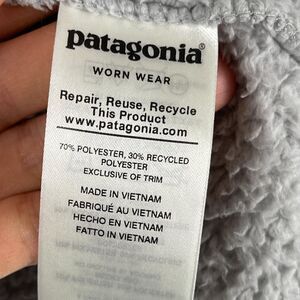 patagonia®
WORN WEAR
Repair, Reuse, Recycle
This Product
www.patagonia.com
70% POLYESTER, 30% RECYCLED
POLYESTER
EXCLUSIVE OF TRIM
MADE IN VIETNAM
FABRIQUÉ AU VIETNAM
HECHO EN VIETNAM
FATTO IN VIETNAM